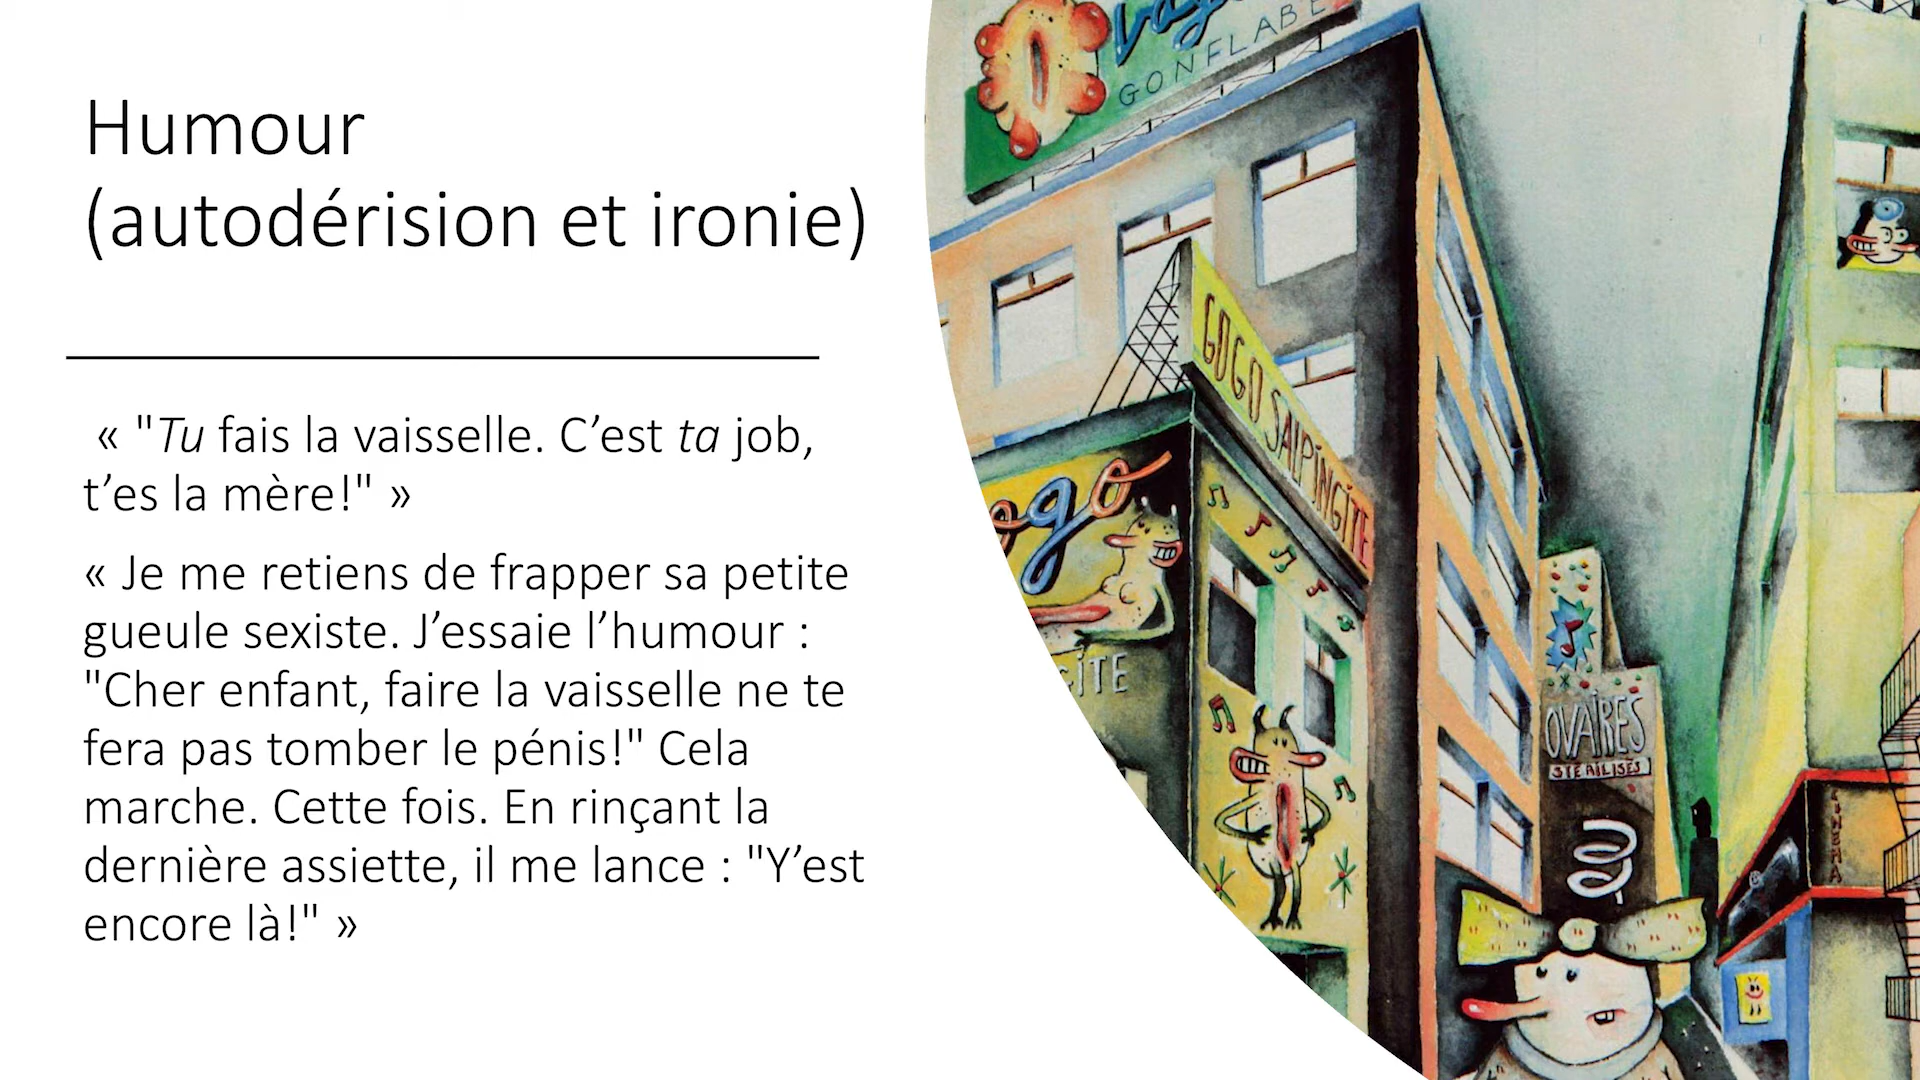 Humour
(autodérision et ironie)
« "Tu fais la vaisselle. C’est ta job,
t’es la mère!" »
« Je me retiens de frapper sa petite
gueule sexiste. J’essaie l’humour :
"Cher enfant, faire la vaisselle ne te
fera pas tomber le pénis!" Cela
marche. Cette fois. En rinçant la
dernière assiette, il me lance : "Y’est
encore là!" »
GONFLABE
GOGO SALPINGITE
ogo
GITE
OVAIRES
STÉRILISÉS
CINEMA